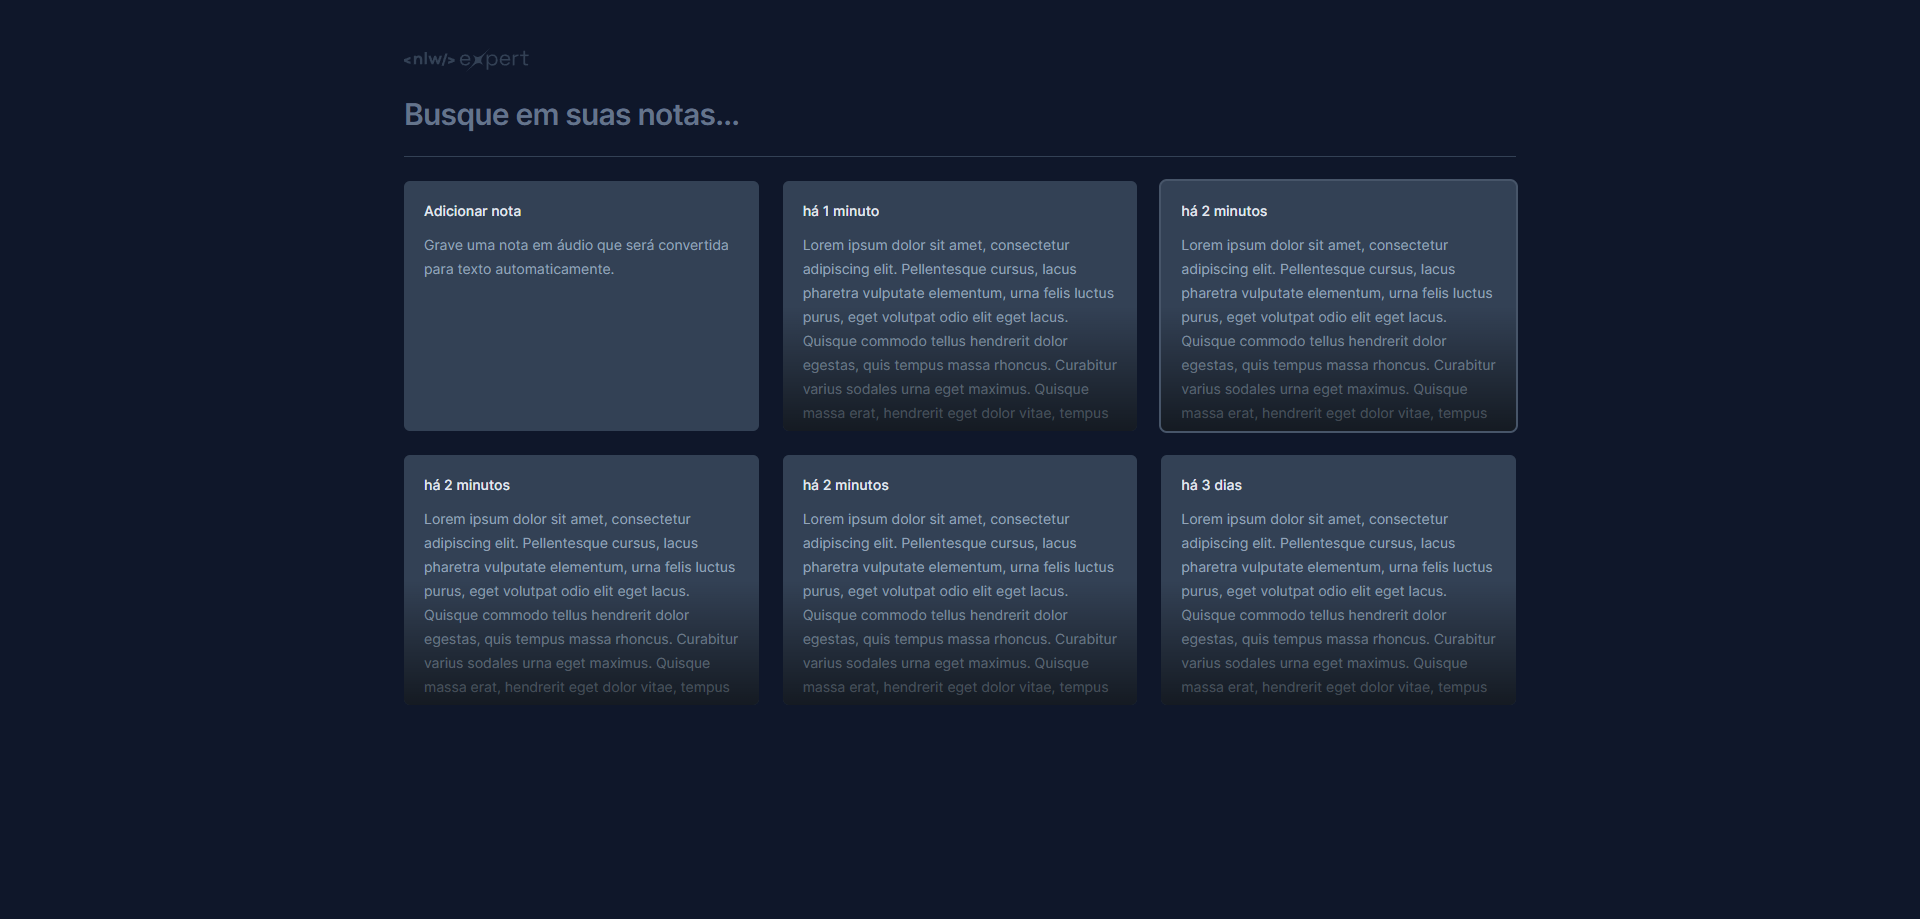 <nlw/> expert
Busque em suas notas...
Adicionar nota
Grave uma nota em áudio que será convertida
para texto automaticamente.
há 1 minuto
Lorem ipsum dolor sit amet, consectetur
adipiscing elit. Pellentesque cursus, lacus
pharetra vulputate elementum, urna felis luctus
purus, eget volutpat odio elit eget lacus.
Quisque commodo tellus hendrerit dolor
egestas, quis tempus massa rhoncus. Curabitur
varius sodales urna eget maximus. Quisque
massa erat, hendrerit eget dolor vitae, tempus
há 2 minutos
Lorem ipsum dolor sit amet, consectetur
adipiscing elit. Pellentesque cursus, lacus
pharetra vulputate elementum, urna felis luctus
purus, eget volutpat odio elit eget lacus.
Quisque commodo tellus hendrerit dolor
egestas, quis tempus massa rhoncus. Curabitur
varius sodales urna eget maximus. Quisque
massa erat, hendrerit eget dolor vitae, tempus
há 2 minutos
Lorem ipsum dolor sit amet, consectetur
adipiscing elit. Pellentesque cursus, lacus
pharetra vulputate elementum, urna felis luctus
purus, eget volutpat odio elit eget lacus.
Quisque commodo tellus hendrerit dolor
egestas, quis tempus massa rhoncus. Curabitur
varius sodales urna eget maximus. Quisque
massa erat, hendrerit eget dolor vitae, tempus
há 2 minutos
Lorem ipsum dolor sit amet, consectetur
adipiscing elit. Pellentesque cursus, lacus
pharetra vulputate elementum, urna felis luctus
purus, eget volutpat odio elit eget lacus.
Quisque commodo tellus hendrerit dolor
egestas, quis tempus massa rhoncus. Curabitur
varius sodales urna eget maximus. Quisque
massa erat, hendrerit eget dolor vitae, tempus
há 3 dias
Lorem ipsum dolor sit amet, consectetur
adipiscing elit. Pellentesque cursus, lacus
pharetra vulputate elementum, urna felis luctus
purus, eget volutpat odio elit eget lacus.
Quisque commodo tellus hendrerit dolor
egestas, quis tempus massa rhoncus. Curabitur
varius sodales urna eget maximus. Quisque
massa erat, hendrerit eget dolor vitae, tempus